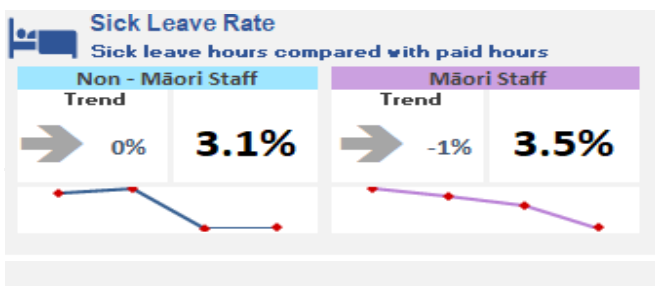 Sick Leave Rate
Sick leave hours compared with paid hours
Non - Māori Staff
Trend
0%
3.1%
Māori Staff
Trend
-1%
3.5%